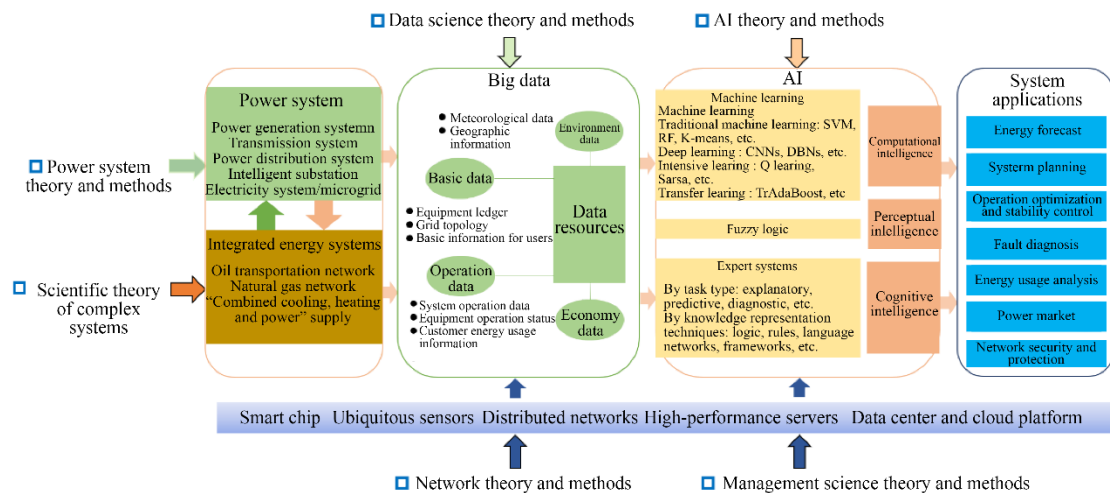 Data science theory and methods
AI theory and methods
Power system
theory and methods
Scientific theory
of complex
systems
Power system
Power generation systemn
Transmission system
Power distribution system
Intelligent substation
Electricity system/microgrid
Integrated energy systems
Oil transportation network
Natural gas network
“Combined cooling, heating
and power” supply
Big data
Meteorological data
Geographic
information
Environment
data
Basic data
Equipment ledger
Grid topology
Basic information for users
Data
resources
Operation
data
System operation data
Equipment operation status
Customer energy usage
information
Economy
data
AI
Machine learning
Machine learning
Traditional machine learning: SVM,
RF, K-means, etc.
Deep learning : CNNs, DBNs, etc.
Intensive learning : Q learing,
Sarsa, etc.
Transfer learing : TrAdaBoost, etc
Fuzzy logic
Expert systems
By task type: explanatory,
predictive, diagnostic, etc.
By knowledge representation
techniques: logic, rules, language
networks, frameworks, etc.
Computational
intelligence
Perceptual
intelligence
Cognitive
intelligence
System
applications
Energy forecast
Systerm planning
Operation optimization
and stability control
Fault diagnosis
Energy usage analysis
Power market
Network security and
protection
Smart chip Ubiquitous sensors Distributed networks High-performance servers Data center and cloud platform
Network theory and methods
Management science theory and methods